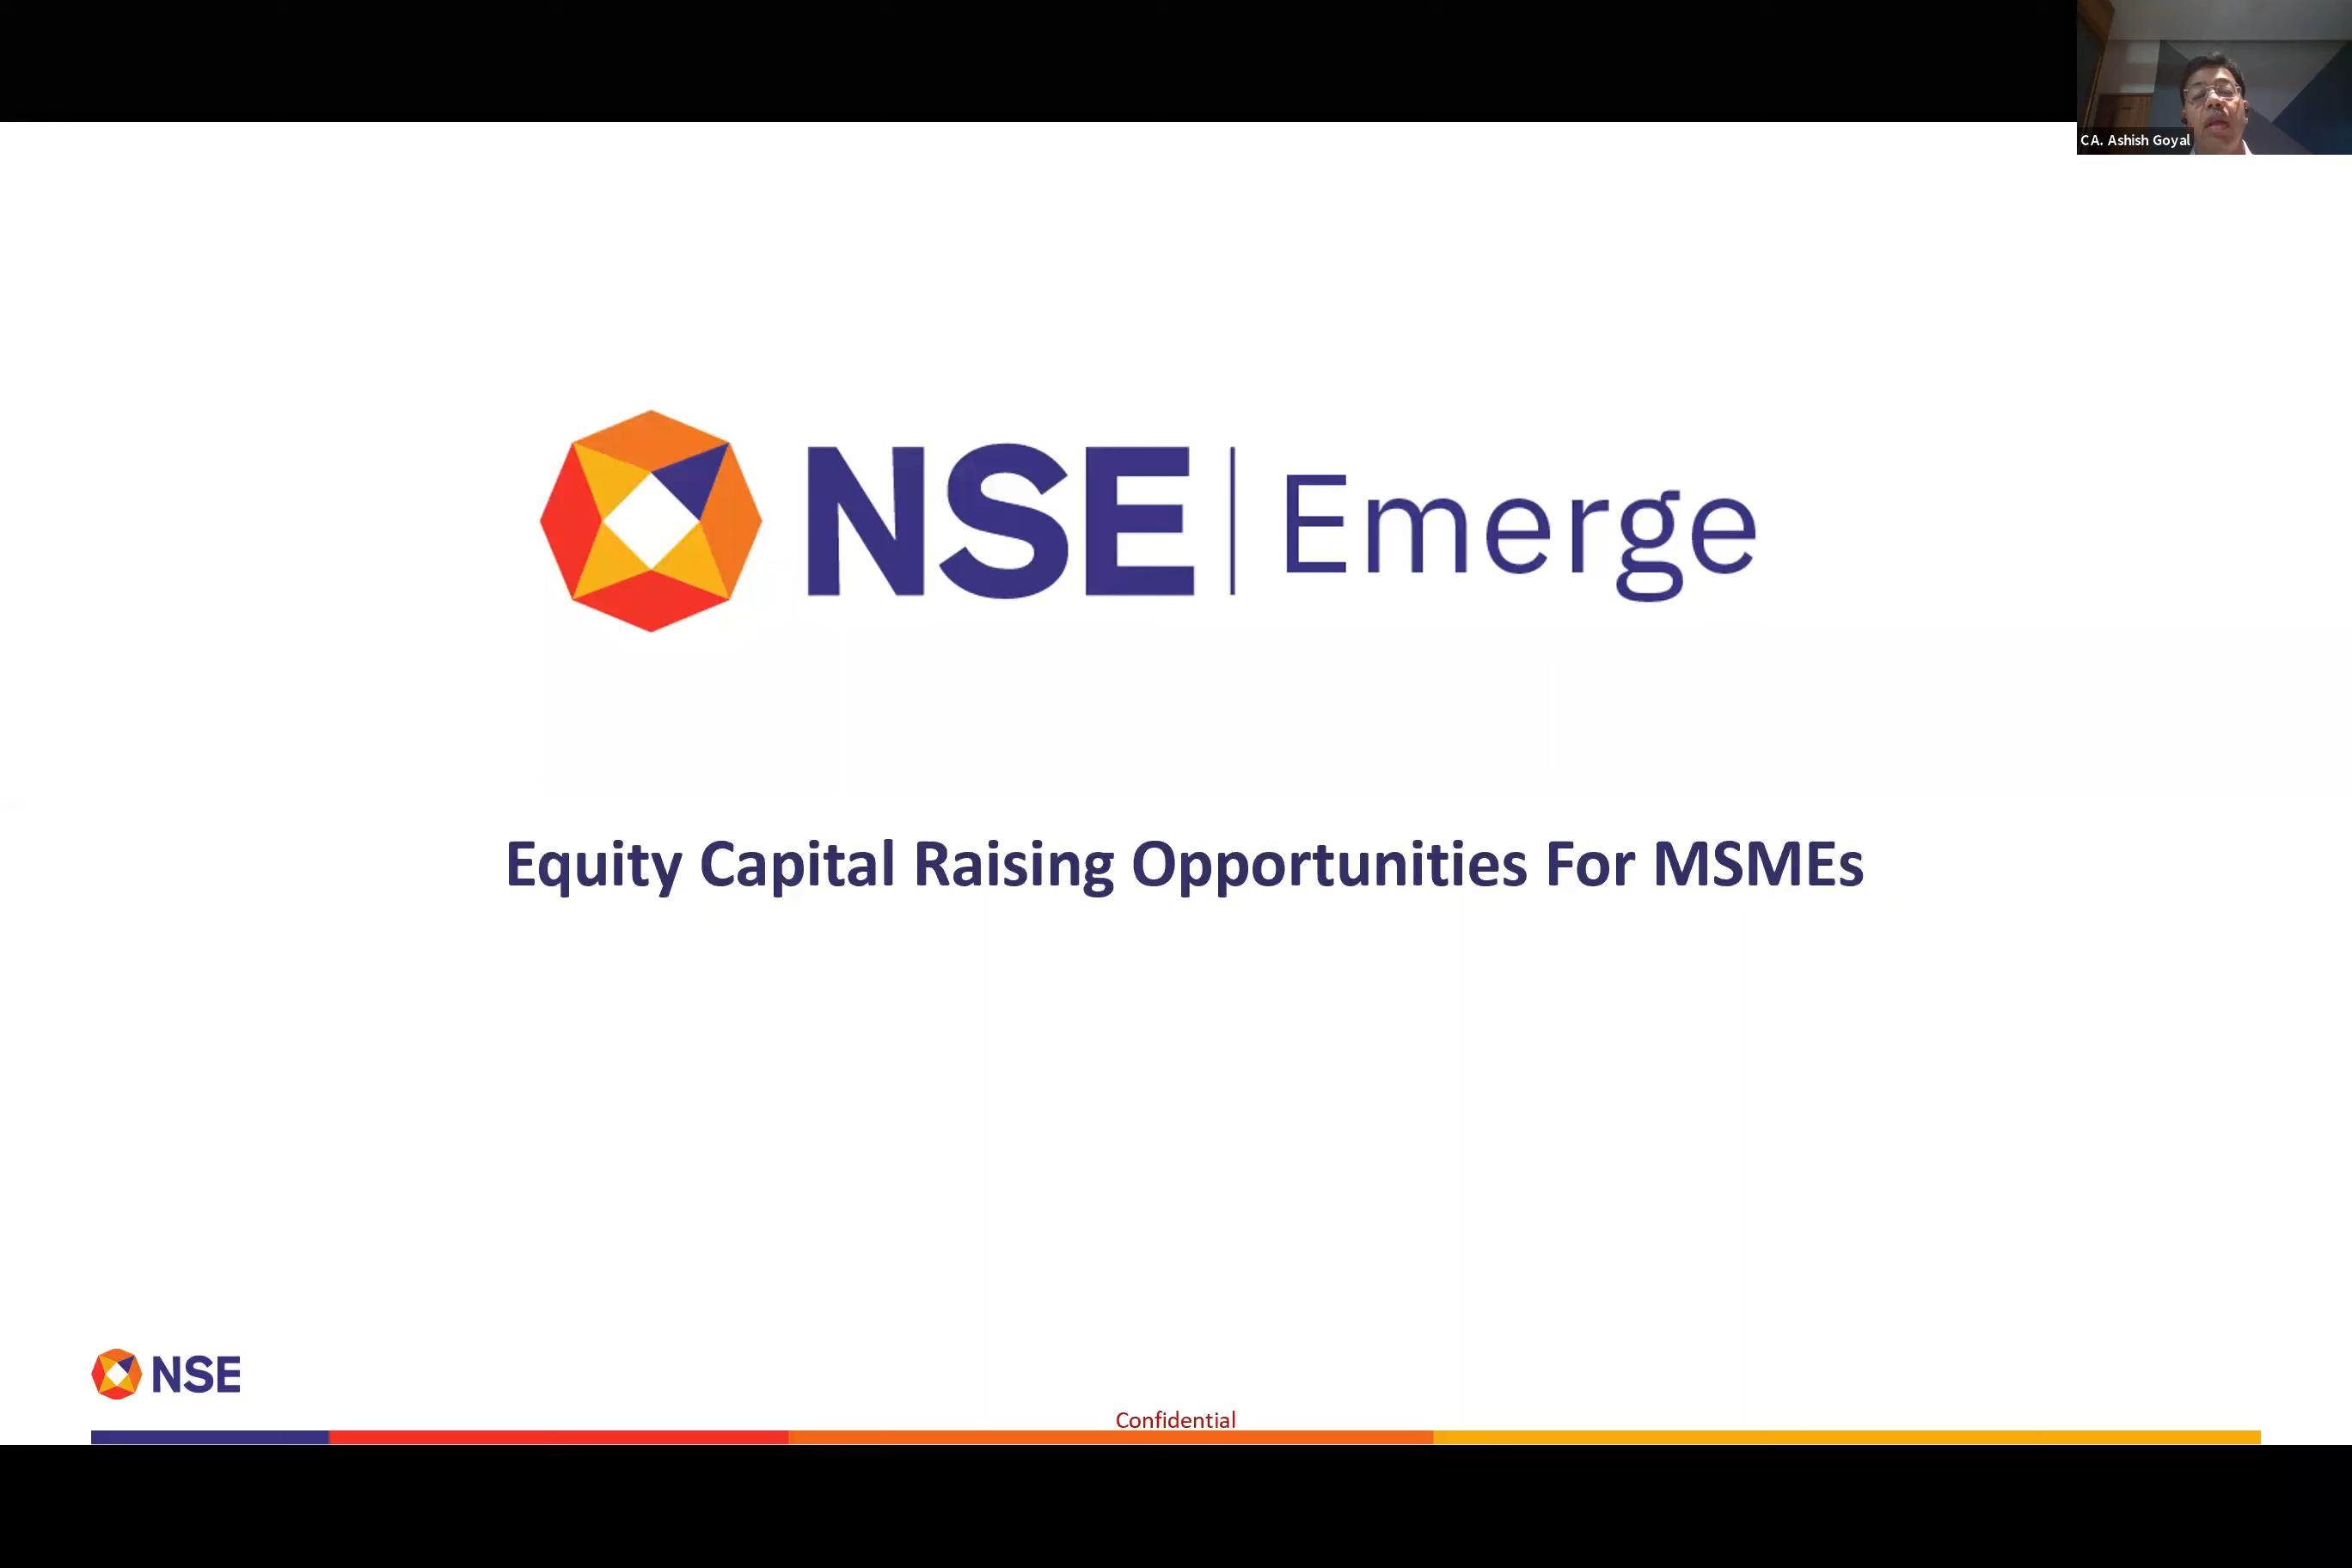 CA. Ashish Goyal
NSE | Emerge
Equity Capital Raising Opportunities For MSMEs
NSE
Confidential